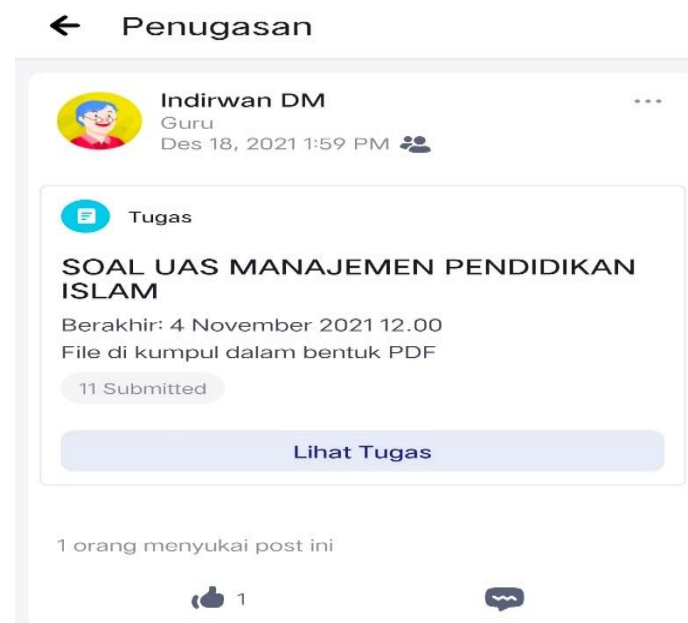 Penugasan
Indirwan DM
Guru
Des 18, 2021 1:59 PM
Tugas
SOAL UAS MANAJEMEN PENDIDIKAN
ISLAM
Berakhir: 4 November 2021 12.00
File di kumpul dalam bentuk PDF
11 Submitted
Lihat Tugas
1 orang menyukai post ini
1